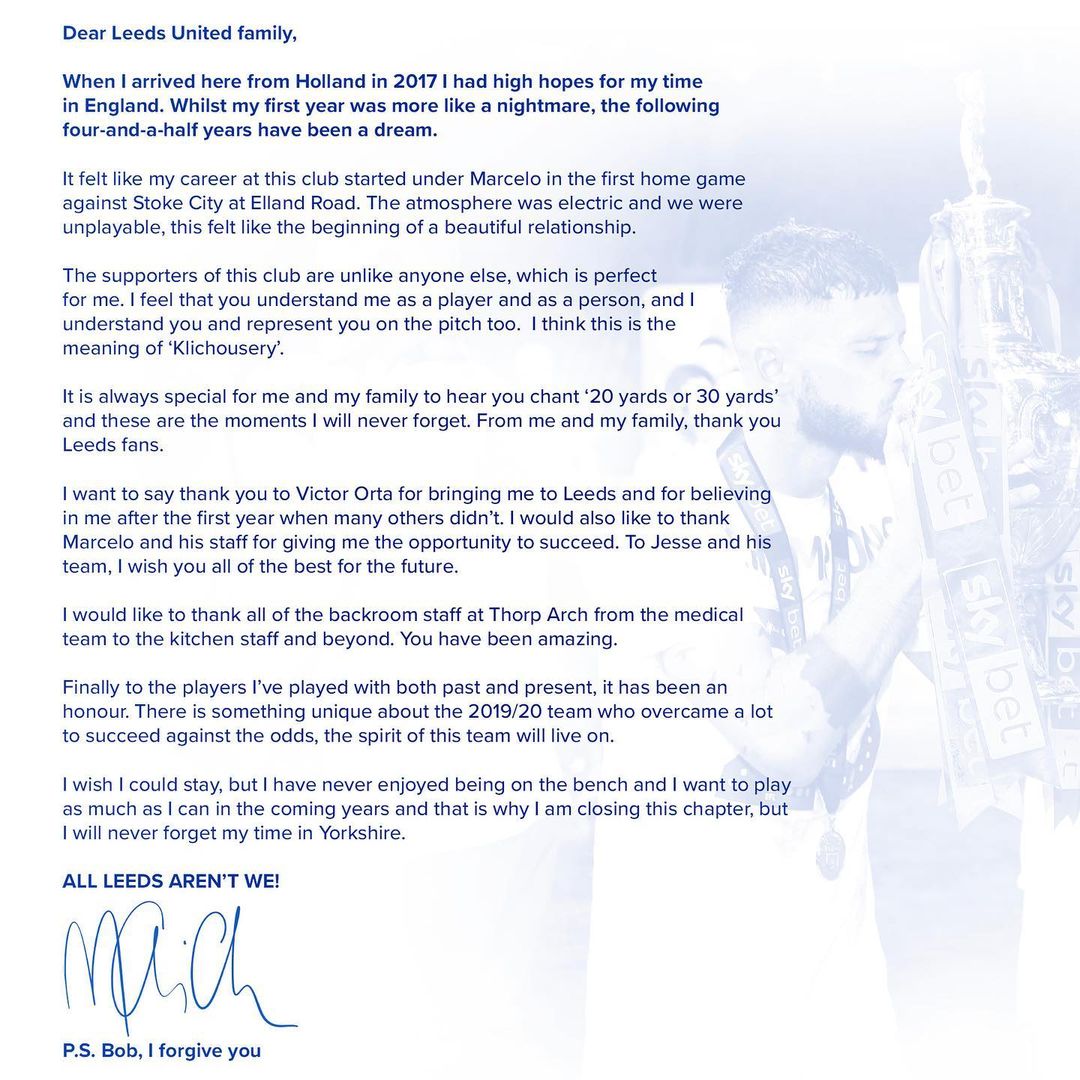 Dear Leeds United family,
When I arrived here from Holland in 2017 I had high hopes for my time
in England. Whilst my first year was more like a nightmare, the following
four-and-a-half years have been a dream.
It felt like my career at this club started under Marcelo in the first home game
against Stoke City at Elland Road. The atmosphere was electric and we were
unplayable, this felt like the beginning of a beautiful relationship.
The supporters of this club are unlike anyone else, which is perfect
for me. I feel that you understand me as a player and as a person, and I
understand you and represent you on the pitch too.  I think this is the
meaning of ‘Klichousery’.
It is always special for me and my family to hear you chant ‘20 yards or 30 yards’
and these are the moments I will never forget. From me and my family, thank you
Leeds fans.
I want to say thank you to Victor Orta for bringing me to Leeds and for believing
in me after the first year when many others didn’t. I would also like to thank
Marcelo and his staff for giving me the opportunity to succeed. To Jesse and his
team, I wish you all of the best for the future.
I would like to thank all of the backroom staff at Thorp Arch from the medical
team to the kitchen staff and beyond. You have been amazing.
Finally to the players I’ve played with both past and present, it has been an
honour. There is something unique about the 2019/20 team who overcame a lot
to succeed against the odds, the spirit of this team will live on.
I wish I could stay, but I have never enjoyed being on the bench and I want to play
as much as I can in the coming years and that is why I am closing this chapter, but
I will never forget my time in Yorkshire.
ALL LEEDS AREN’T WE!
P.S. Bob, I forgive you
sky bet
sky bet
sky bet
sky bet
sky bet